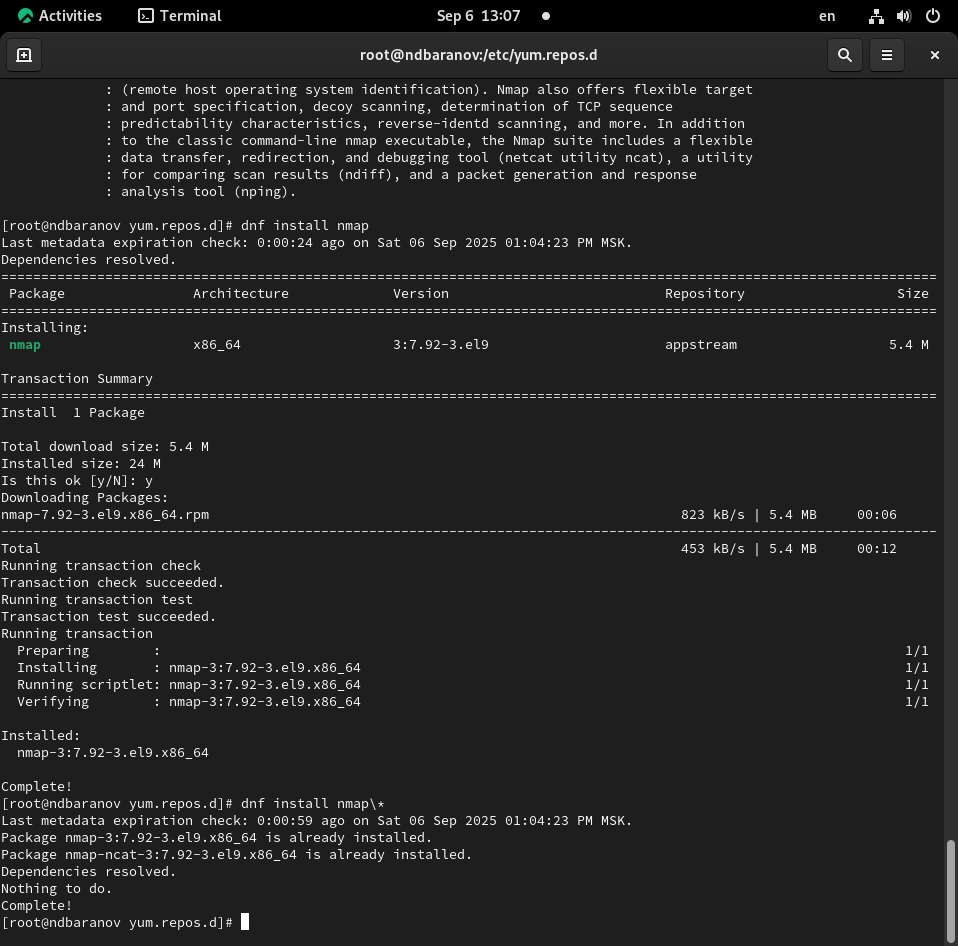 Activities Terminal Sep 6 13:07 en
root@ndbaranov:/etc/yum.repos.d
: (remote host operating system identification). Nmap also offers flexible target
: and port specification, decoy scanning, determination of TCP sequence
: predictability characteristics, reverse-identd scanning, and more. In addition
: to the classic command-line nmap executable, the Nmap suite includes a flexible
: data transfer, redirection, and debugging tool (netcat utility ncat), a utility
: for comparing scan results (ndiff), and a packet generation and response
: analysis tool (nping).
[root@ndbaranov yum.repos.d]# dnf install nmap
Last metadata expiration check: 0:00:24 ago on Sat 06 Sep 2025 01:04:23 PM MSK.
Dependencies resolved.
=====================================================================================================================
Package Architecture Version Repository Size
=====================================================================================================================
Installing:
nmap x86_64 3:7.92-3.el9 appstream 5.4 M
Transaction Summary
=====================================================================================================================
Install  1 Package
Total download size: 5.4 M
Installed size: 24 M
Is this ok [y/N]: y
Downloading Packages:
nmap-7.92-3.el9.x86_64.rpm 823 kB/s | 5.4 MB 00:06
---------------------------------------------------------------------------------------------------------------------
Total 453 kB/s | 5.4 MB 00:12
Running transaction check
Transaction check succeeded.
Running transaction test
Transaction test succeeded.
Running transaction
Preparing : 1/1
Installing : nmap-3:7.92-3.el9.x86_64 1/1
Running scriptlet: nmap-3:7.92-3.el9.x86_64 1/1
Verifying : nmap-3:7.92-3.el9.x86_64 1/1
Installed:
nmap-3:7.92-3.el9.x86_64
Complete!
[root@ndbaranov yum.repos.d]# dnf install nmap\*
Last metadata expiration check: 0:00:59 ago on Sat 06 Sep 2025 01:04:23 PM MSK.
Package nmap-3:7.92-3.el9.x86_64 is already installed.
Package nmap-ncat-3:7.92-3.el9.x86_64 is already installed.
Dependencies resolved.
Nothing to do.
Complete!
[root@ndbaranov yum.repos.d]#